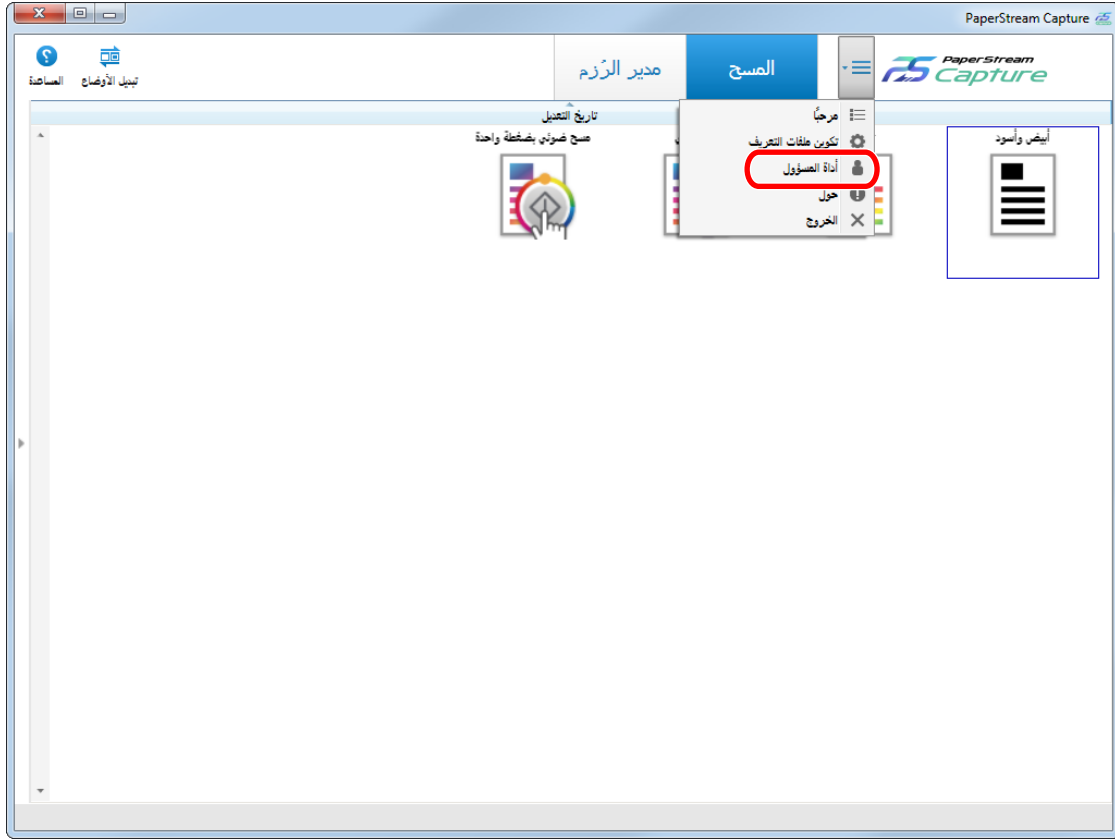 PaperStream Capture
PaperStream
Capture
المسح
مدير الرُزم
تبديل الأوضاع
المساعدة
تاريخ التعديل
مرحبًا
تكوين ملفات التعريف
أداة المسؤول
حول
الخروج
أبيض وأسود
مسح ضوئي بضغطة واحدة